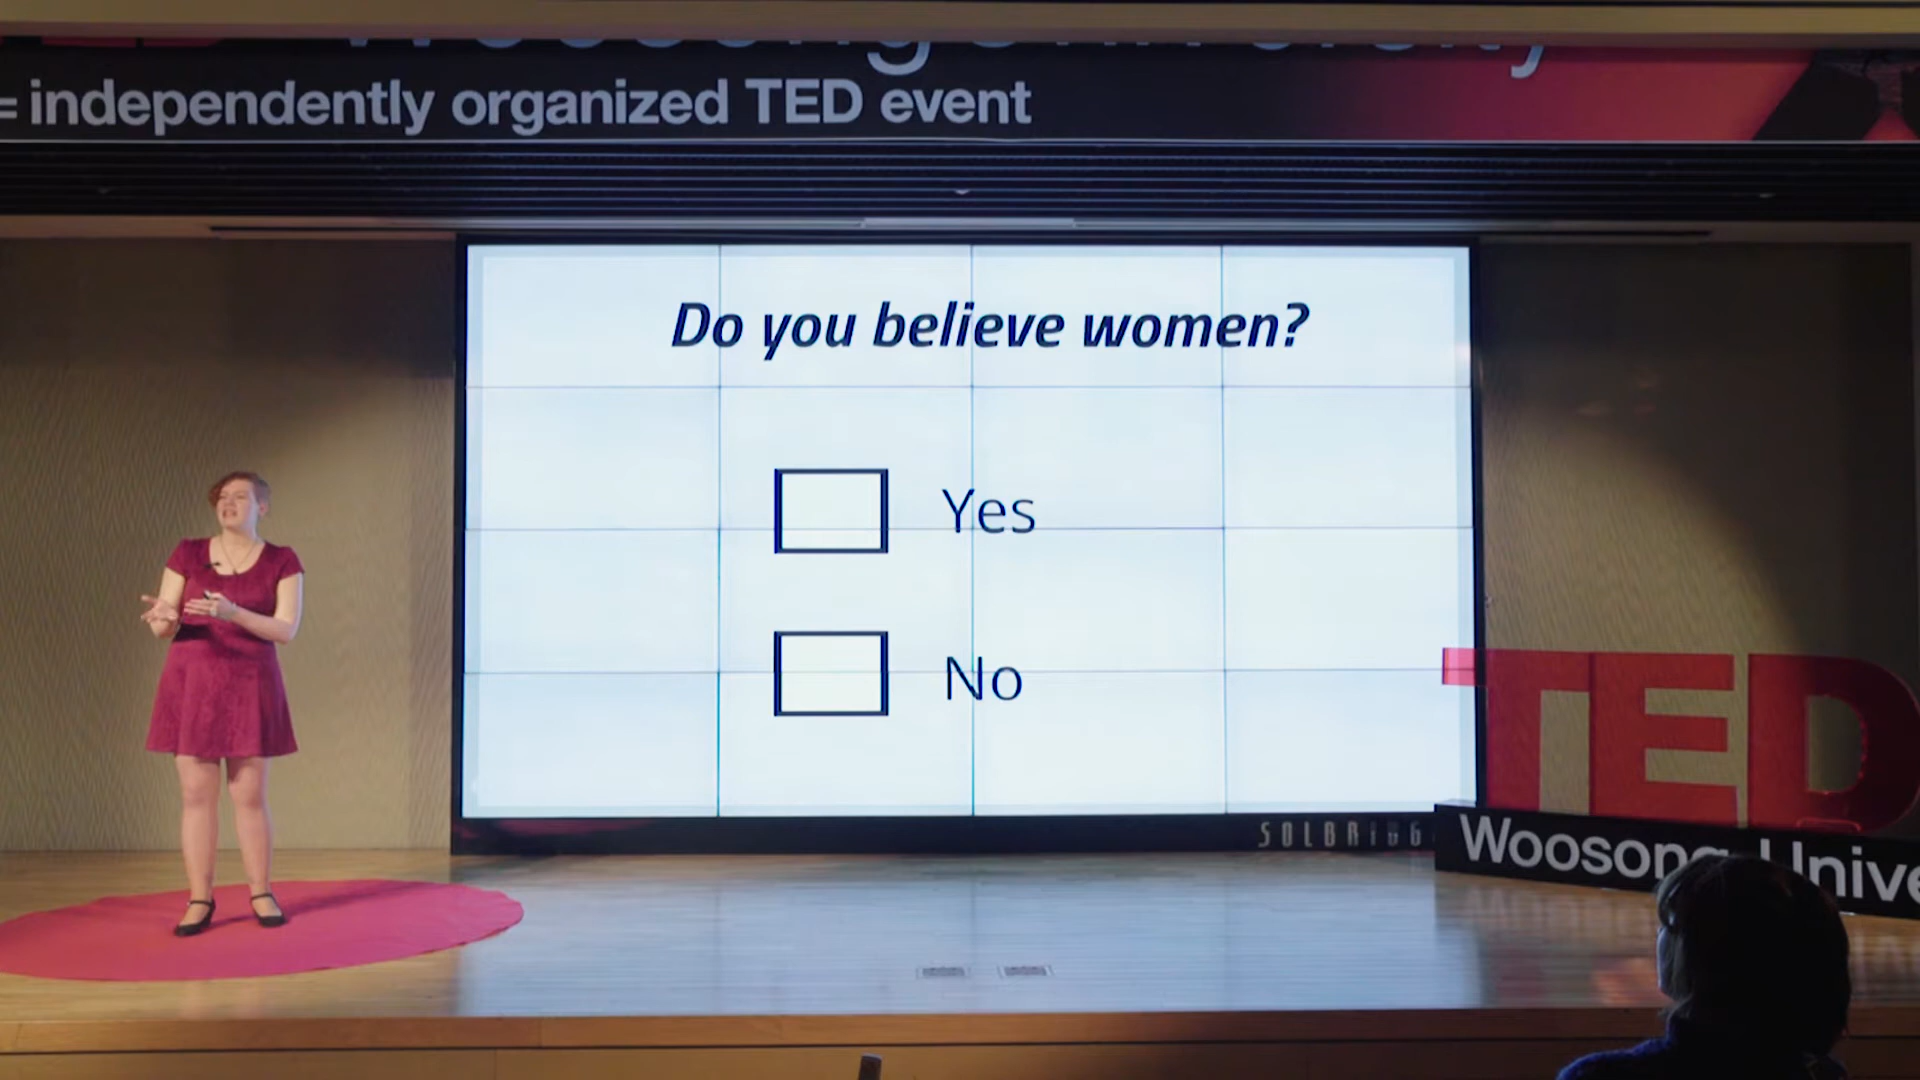 = independently organized TED event
Do you believe women?
Yes
No
TED
Woosong